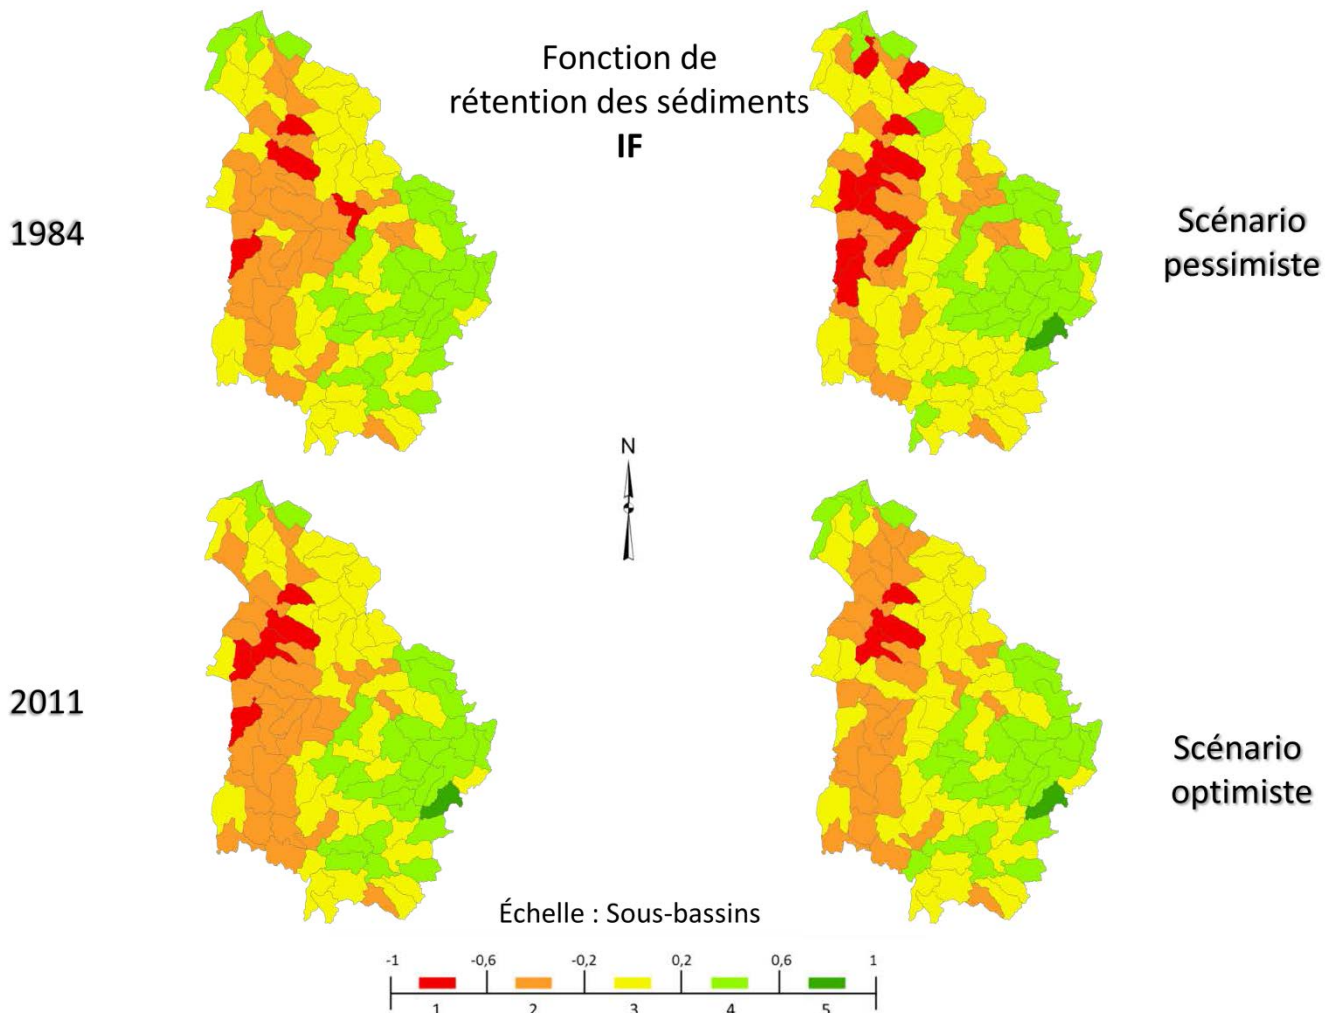 Fonction de
rétention des sédiments
IF
1984
Scénario
pessimiste
N
2011
Scénario
optimiste
Échelle : Sous-bassins
-1 -0,6 -0,2 0,2 0,6 1
1 2 3 4 5